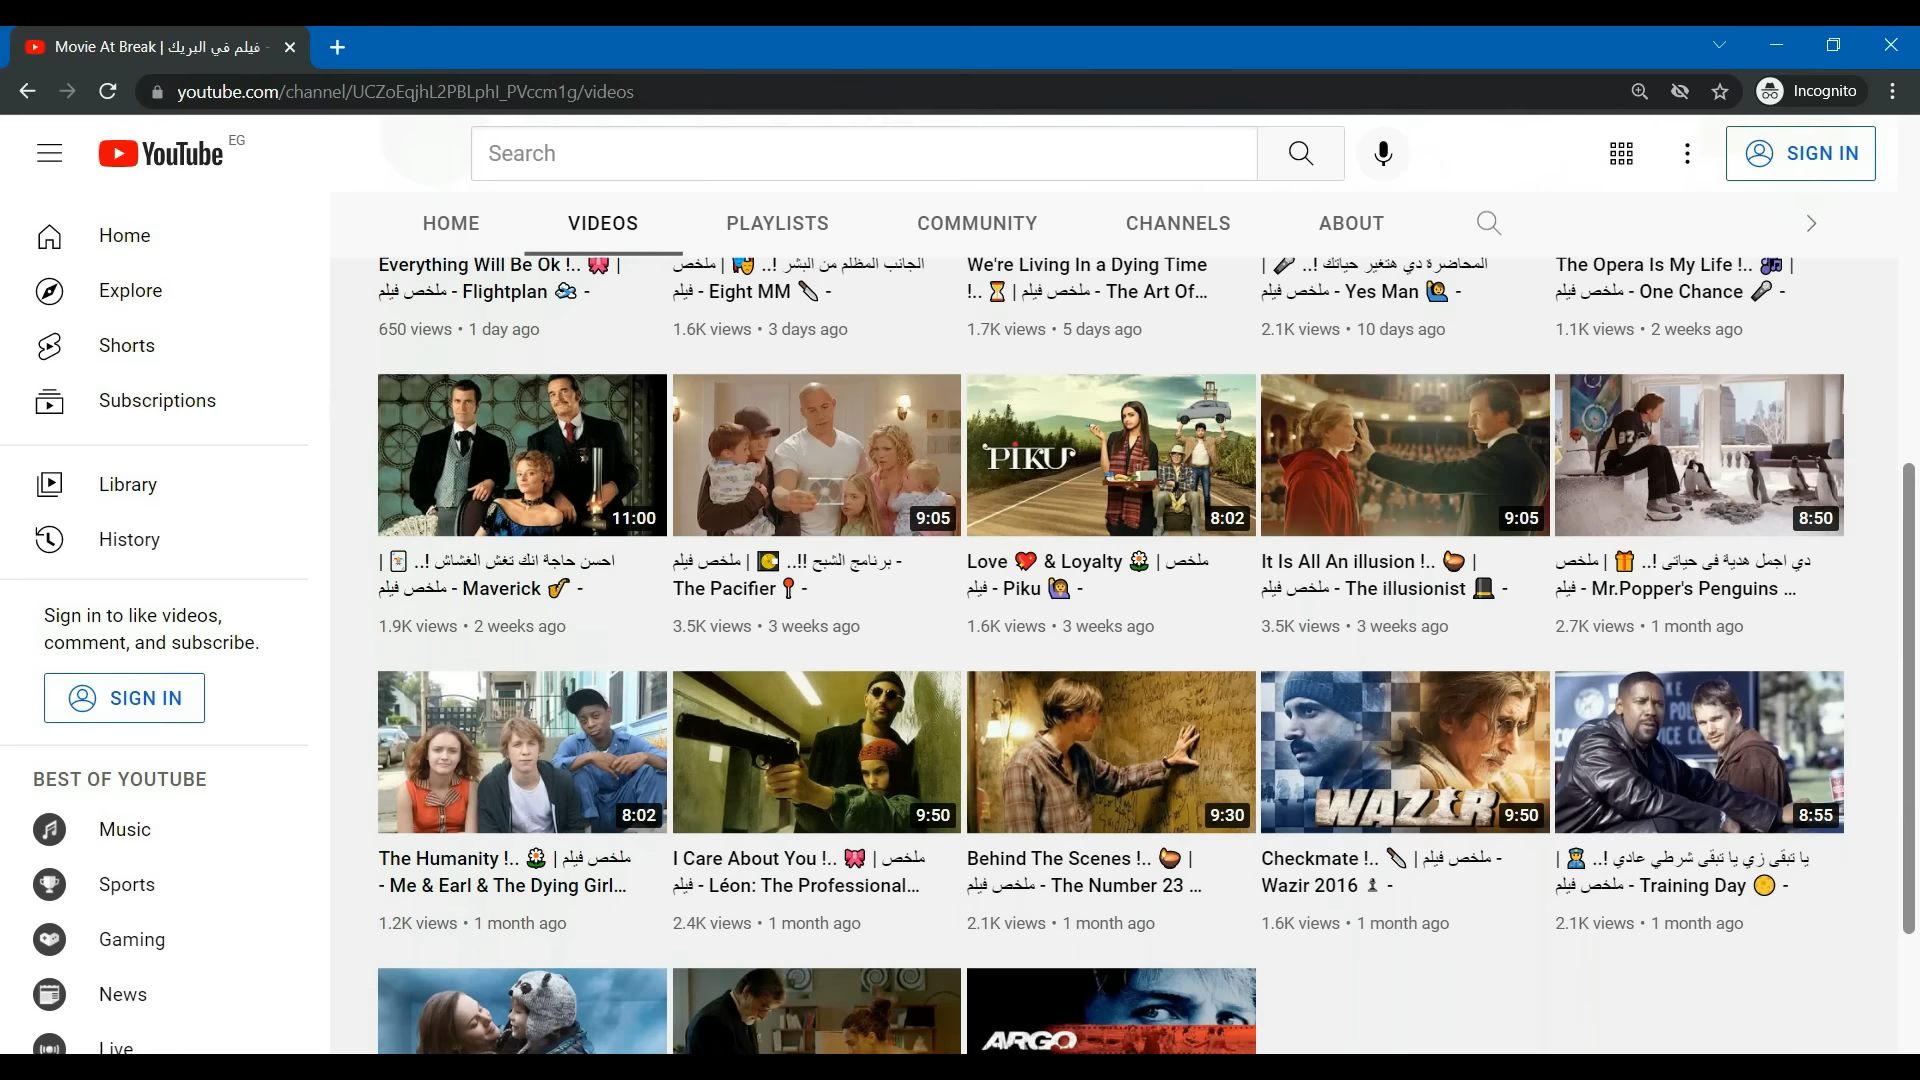 Movie At Break | فيلم في البريك -
youtube.com/channel/UCZoEqjhL2PBLphI_PVccm1g/videos
Incognito
YouTube EG
Search
SIGN IN
Home
Explore
Shorts
Subscriptions
Library
History
Sign in to like videos,
comment, and subscribe.
SIGN IN
BEST OF YOUTUBE
Music
Sports
Gaming
News
Live
HOME
VIDEOS
PLAYLISTS
COMMUNITY
CHANNELS
ABOUT
Everything Will Be Ok !.. 🎀 |
ملخص فيلم - Flightplan 🌥 -
650 views • 1 day ago
الجانب المظلم من البشر !.. 🎭 | ملخص
فيلم - Eight MM 🔪 -
1.6K views • 3 days ago
We're Living In a Dying Time
!.. ⏳ | ملخص فيلم - The Art Of...
1.7K views • 5 days ago
المحاضرة دي هتغير حياتك !.. 🎤 |
ملخص فيلم - Yes Man 🙋 -
2.1K views • 10 days ago
The Opera Is My Life !.. 🎶 |
ملخص فيلم - One Chance 🎤 -
1.1K views • 2 weeks ago
11:00
احسن حاجة انك تغش الغشاش !.. 🃏 |
ملخص فيلم - Maverick 🎷 -
1.9K views • 2 weeks ago
9:05
برنامج الشبح !!.. 📀 | ملخص فيلم -
The Pacifier 📍 -
3.5K views • 3 weeks ago
PIKU
8:02
Love 💖 & Loyalty 🌼 | ملخص
فيلم - Piku 🙋 -
1.6K views • 3 weeks ago
9:05
It Is All An illusion !.. 🏺 |
ملخص فيلم - The illusionist 🎩 -
3.5K views • 3 weeks ago
8:50
دي اجمل هدية فى حياتى !.. 🎁 | ملخص
فيلم - Mr.Popper's Penguins ...
2.7K views • 1 month ago
8:02
The Humanity !.. 🌼 | ملخص فيلم
- Me & Earl & The Dying Girl...
1.2K views • 1 month ago
9:50
I Care About You !.. 🎀 | ملخص
فيلم - Léon: The Professional...
2.4K views • 1 month ago
9:30
Behind The Scenes !.. 🏺 |
ملخص فيلم - The Number 23 ...
2.1K views • 1 month ago
WAZIR
9:50
Checkmate !.. 🔪 | ملخص فيلم -
Wazir 2016 ♟ -
1.6K views • 1 month ago
8:55
يا تبقى زي يا تبقى شرطي عادي !.. 👮 |
ملخص فيلم - Training Day 🟡 -
2.1K views • 1 month ago
ARGO